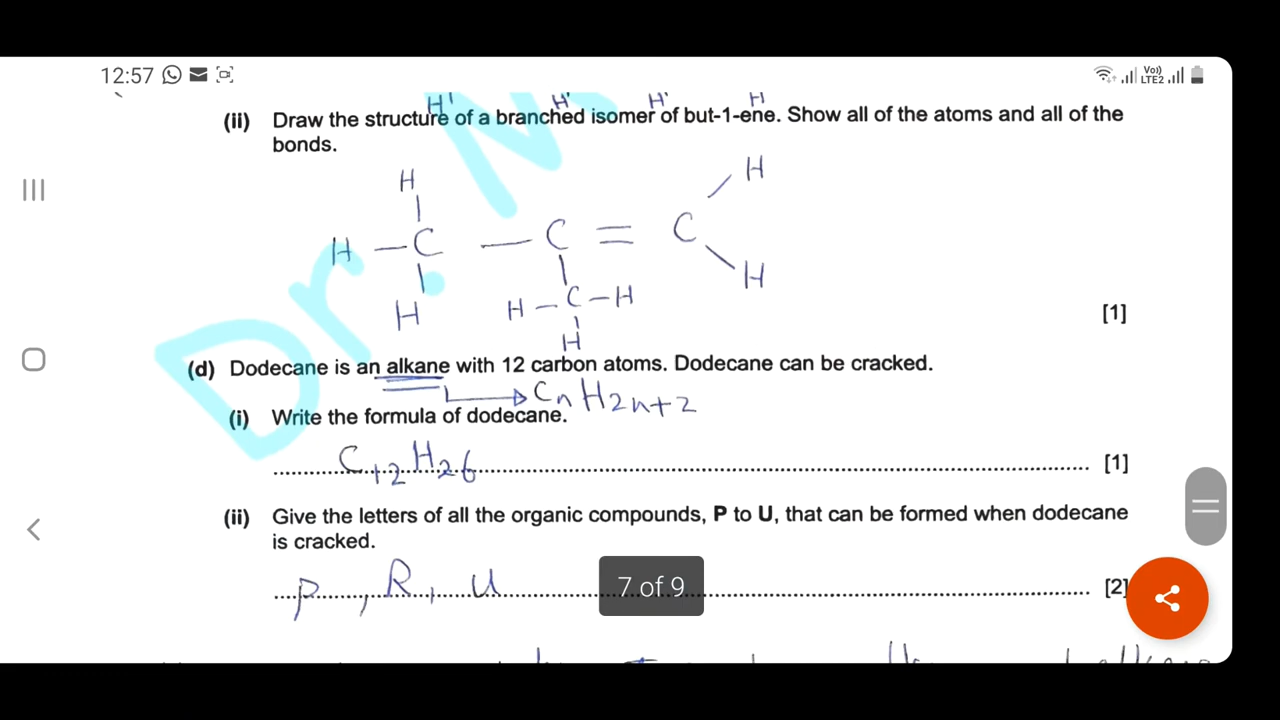 12:57 Vo) LTE2
H H H H
(ii) Draw the structure of a branched isomer of but-1-ene. Show all of the atoms and all of the
bonds.
H H
H – C — C = C
H H – C – H H
H
[1]
(d) Dodecane is an alkane with 12 carbon atoms. Dodecane can be cracked.
CnH2n+2
(i) Write the formula of dodecane.
C12H26 [1]
(ii) Give the letters of all the organic compounds, P to U, that can be formed when dodecane
is cracked.
P, R, U [2]
7 of 9
Dr. M